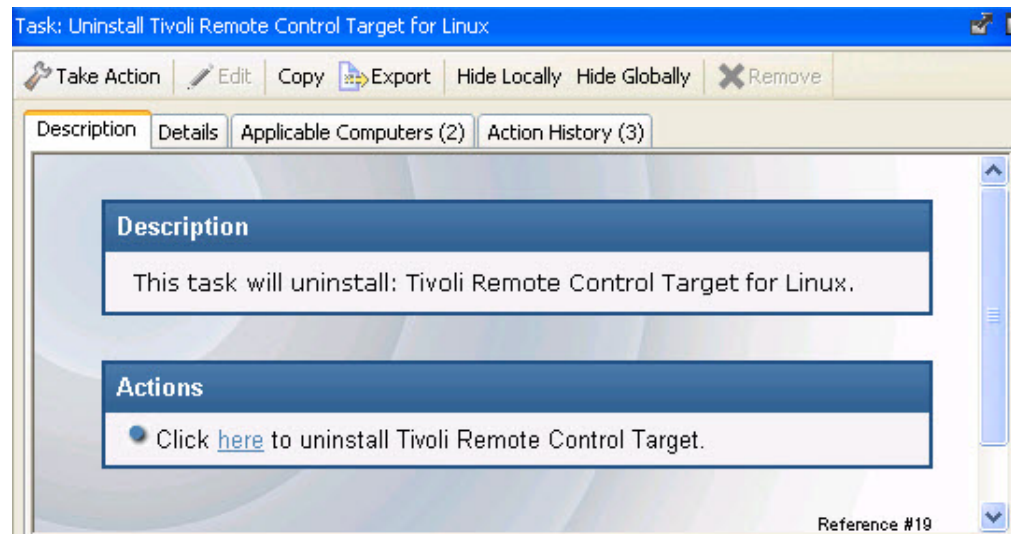 Task: Uninstall Tivoli Remote Control Target for Linux
Take Action Edit Copy Export Hide Locally Hide Globally Remove
Description Details Applicable Computers (2) Action History (3)
Description
This task will uninstall: Tivoli Remote Control Target for Linux.
Actions
Click here to uninstall Tivoli Remote Control Target.
Reference #19